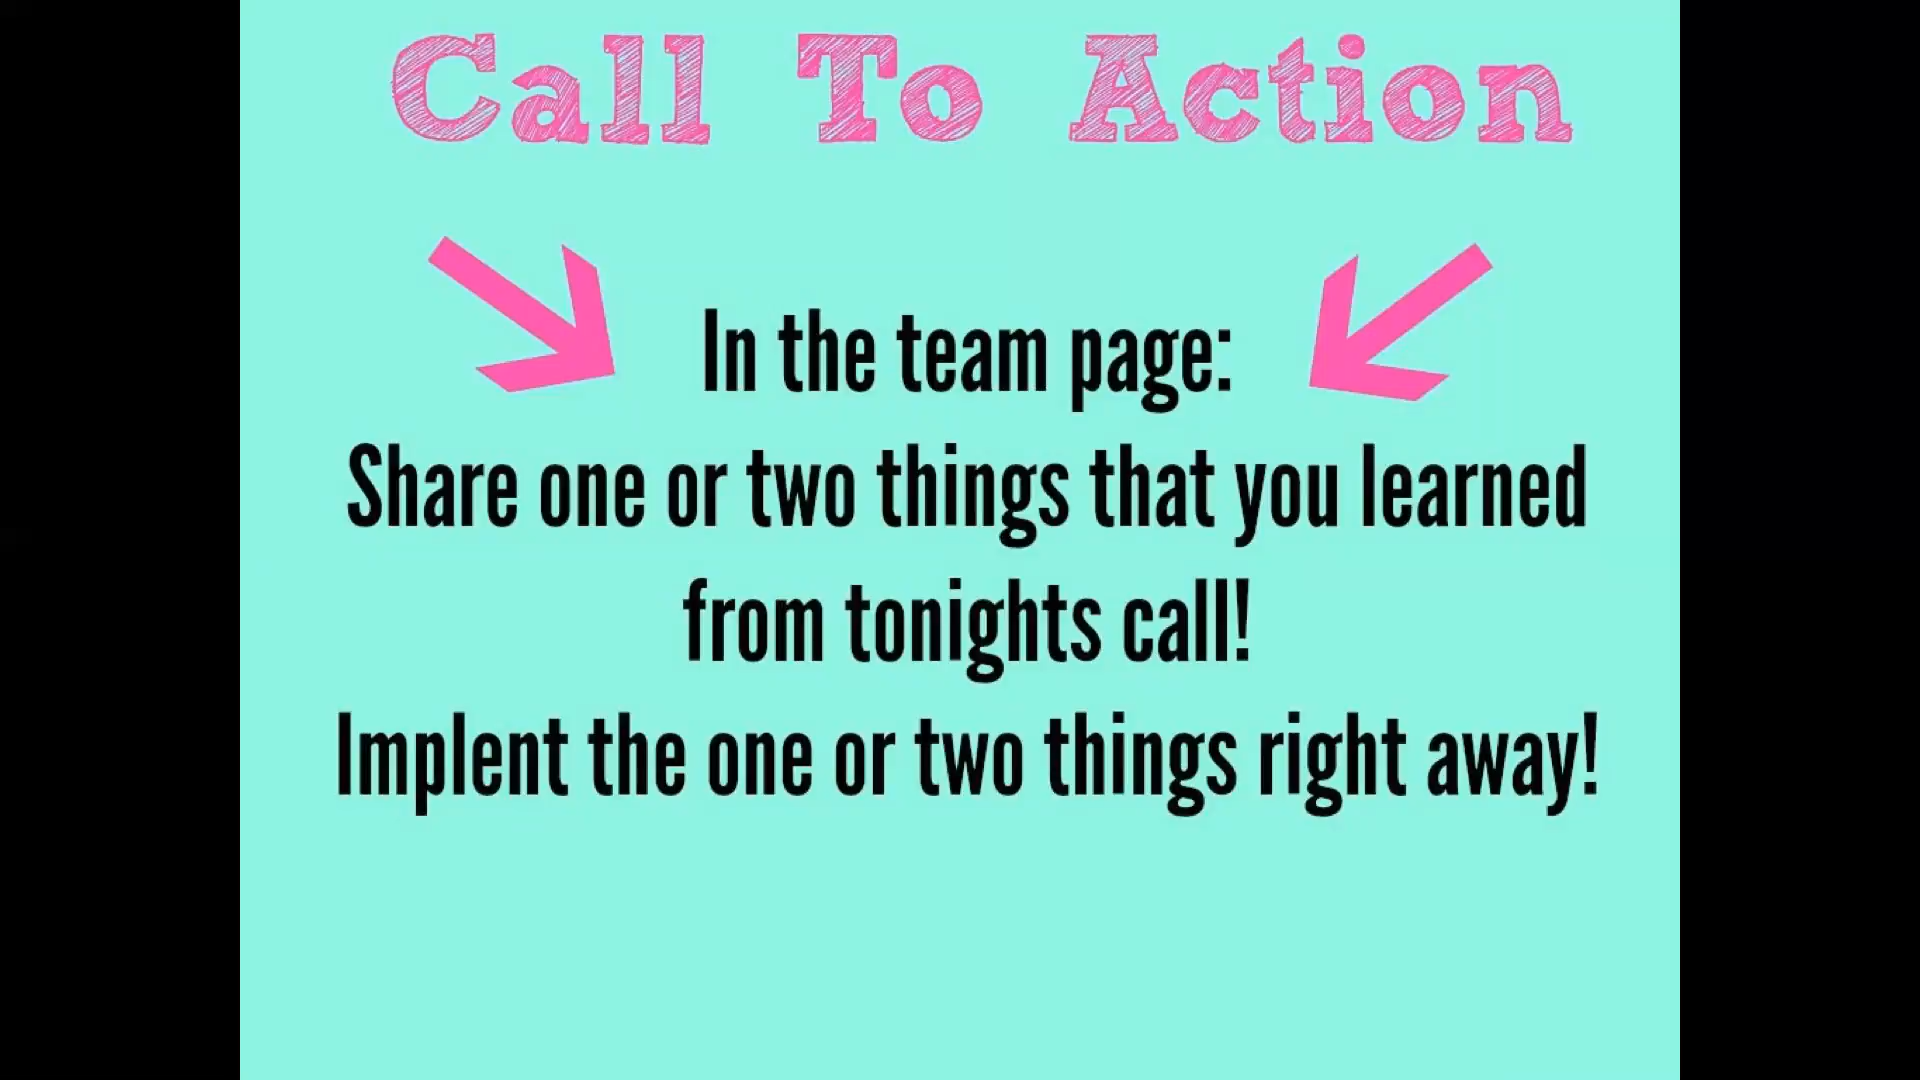 Call To Action
In the team page:
Share one or two things that you learned
from tonights call!
Implent the one or two things right away!